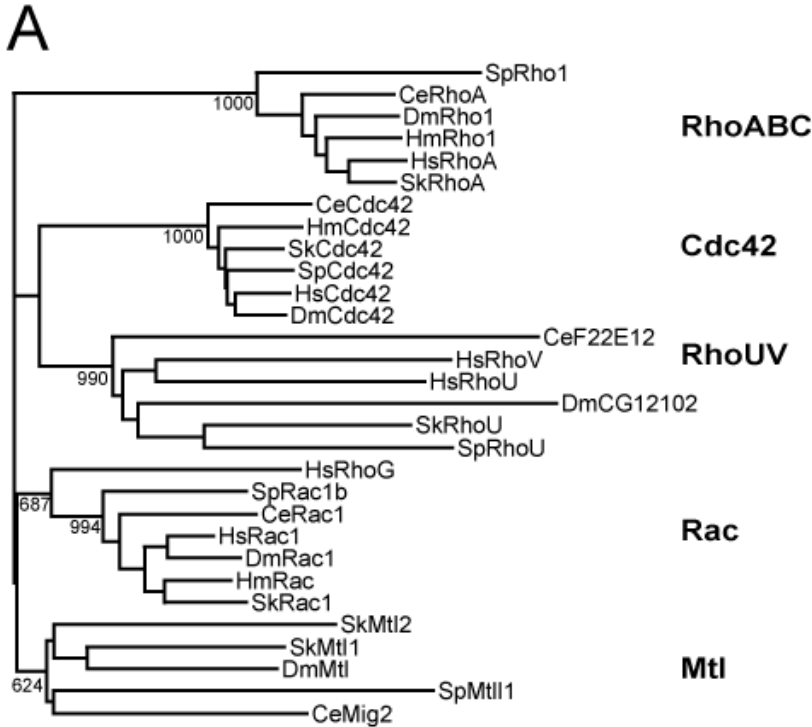 A
SpRho1
1000
CeRhoA
DmRho1
RhoABC
HmRho1
HsRhoA
SkRhoA
CeCdc42
1000
HmCdc42
SkCdc42
Cdc42
SpCdc42
HsCdc42
DmCdc42
CeF22E12
RhoUV
HsRhoV
990
HsRhoU
DmCG12102
SkRhoU
SpRhoU
HsRhoG
687
SpRac1b
994
CeRac1
Rac
HsRac1
DmRac1
HmRac
SkRac1
SkMtl2
SkMtl1
DmMtl
Mtl
624
SpMtll1
CeMig2